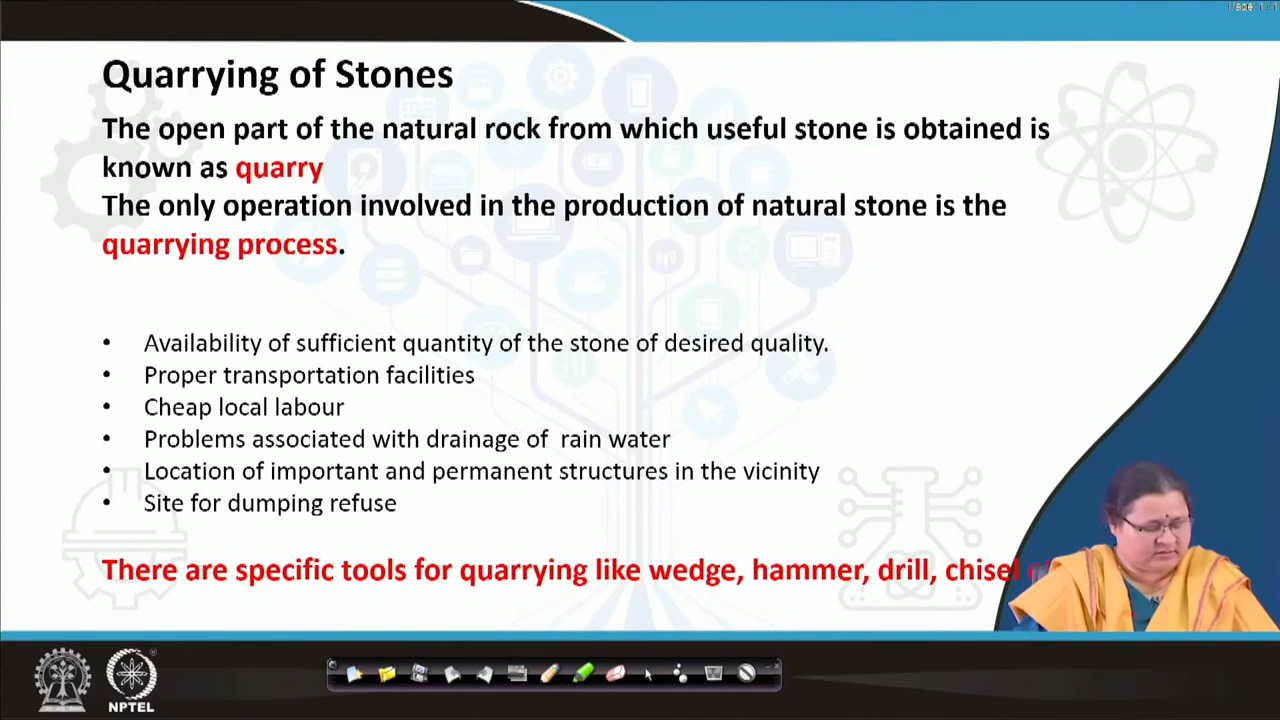 Page: 1 / 1
Quarrying of Stones
The open part of the natural rock from which useful stone is obtained is
known as quarry
The only operation involved in the production of natural stone is the
quarrying process.
• Availability of sufficient quantity of the stone of desired quality.
• Proper transportation facilities
• Cheap local labour
• Problems associated with drainage of rain water
• Location of important and permanent structures in the vicinity
• Site for dumping refuse
There are specific tools for quarrying like wedge, hammer, drill, chisel
NPTEL